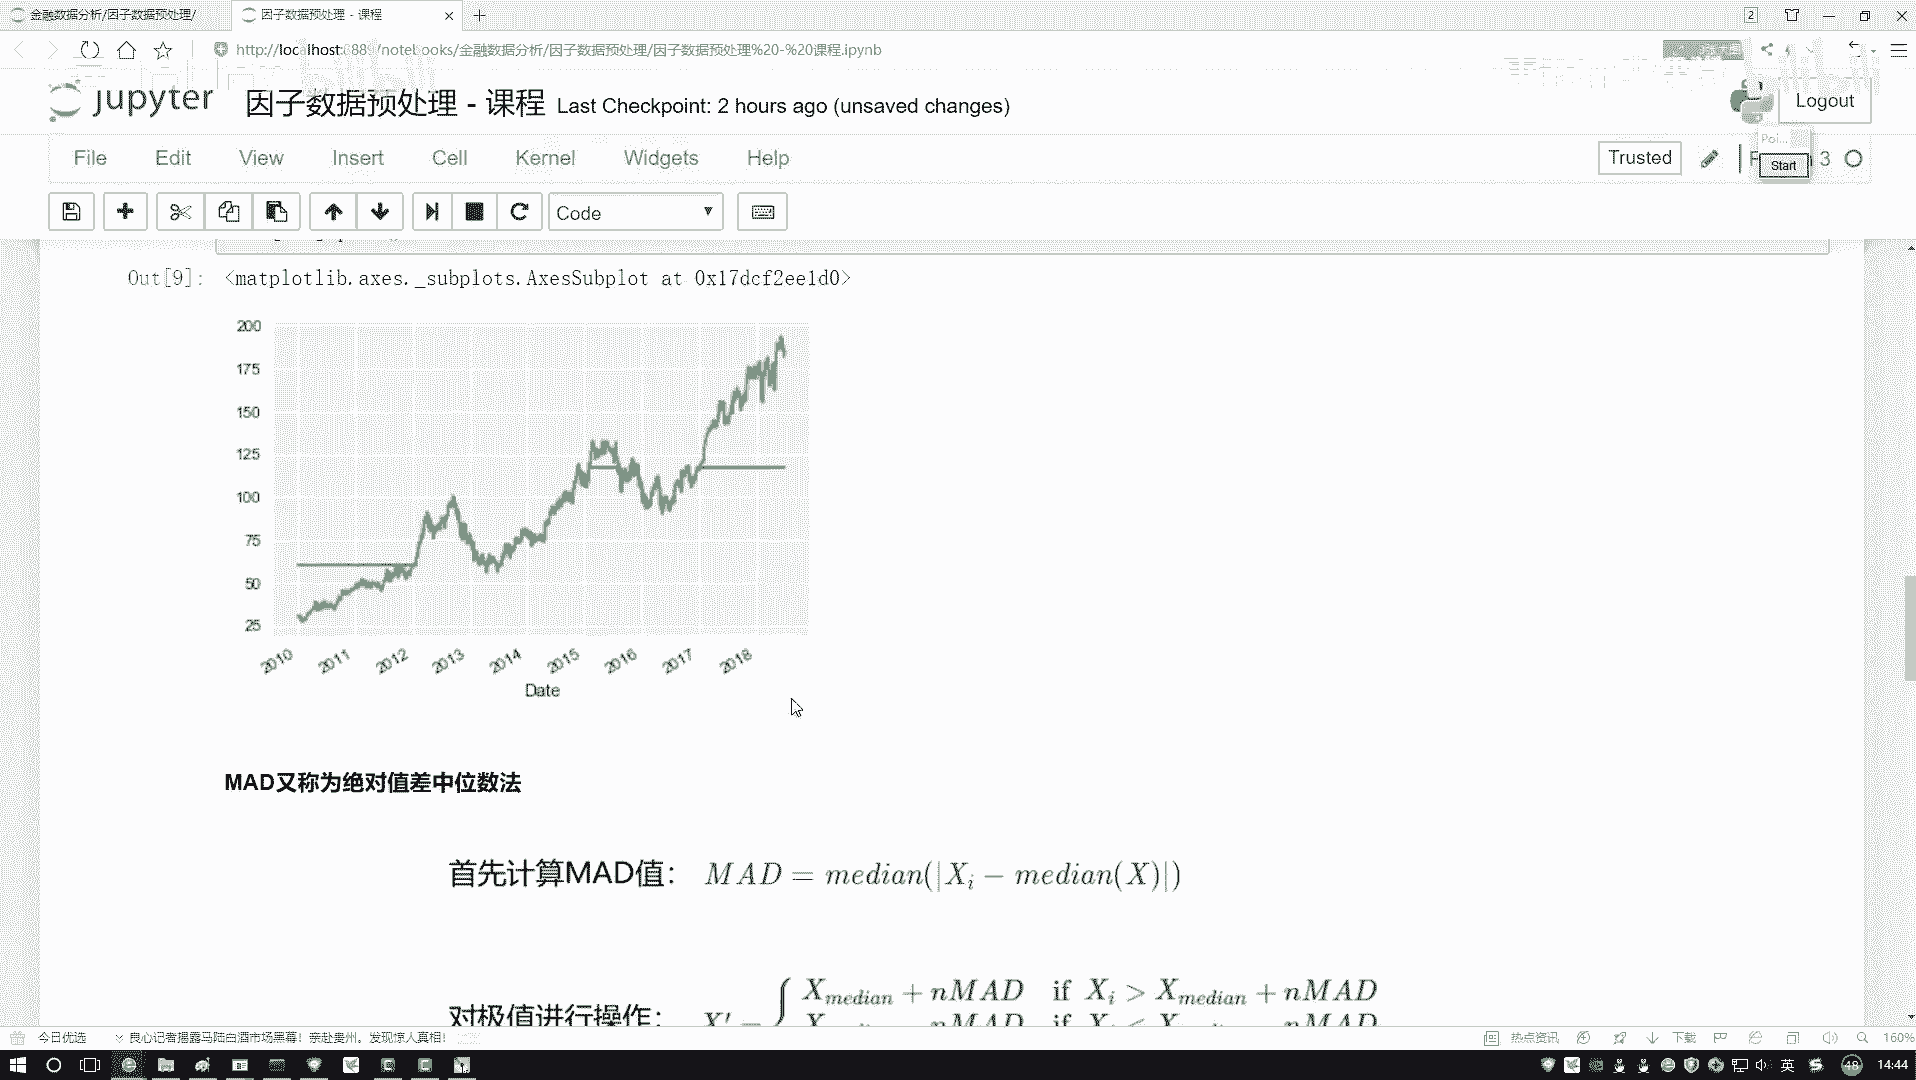 金融数据分析/因子数据预处理/
因子数据预处理 - 课程
2
http://localhost:888/notebooks/金融数据分析/因子数据预处理/因子数据预处理%20-%20课程.ipynb
jupyter 因子数据预处理 - 课程 Last Checkpoint: 2 hours ago (unsaved changes)
Logout
File Edit View Insert Cell Kernel Widgets Help
Trusted
3
Start
Code
Out[9]: <matplotlib.axes._subplots.AxesSubplot at 0x17dcf2ee1d0>
200
175
150
125
100
75
50
25
2010 2011 2012 2013 2014 2015 2016 2017 2018
Date
MAD又称为绝对值差中位数法
首先计算MAD值： MAD = median(|Xi − median(X)|)
Xmedian + nMAD if Xi > Xmedian + nMAD
对极值进行操作： X′ =
今日优选 良心记者揭露马陆白酒市场黑幕！亲赴贵州。发现惊人真相！
热点资讯 下载 160%
英 48 14:44